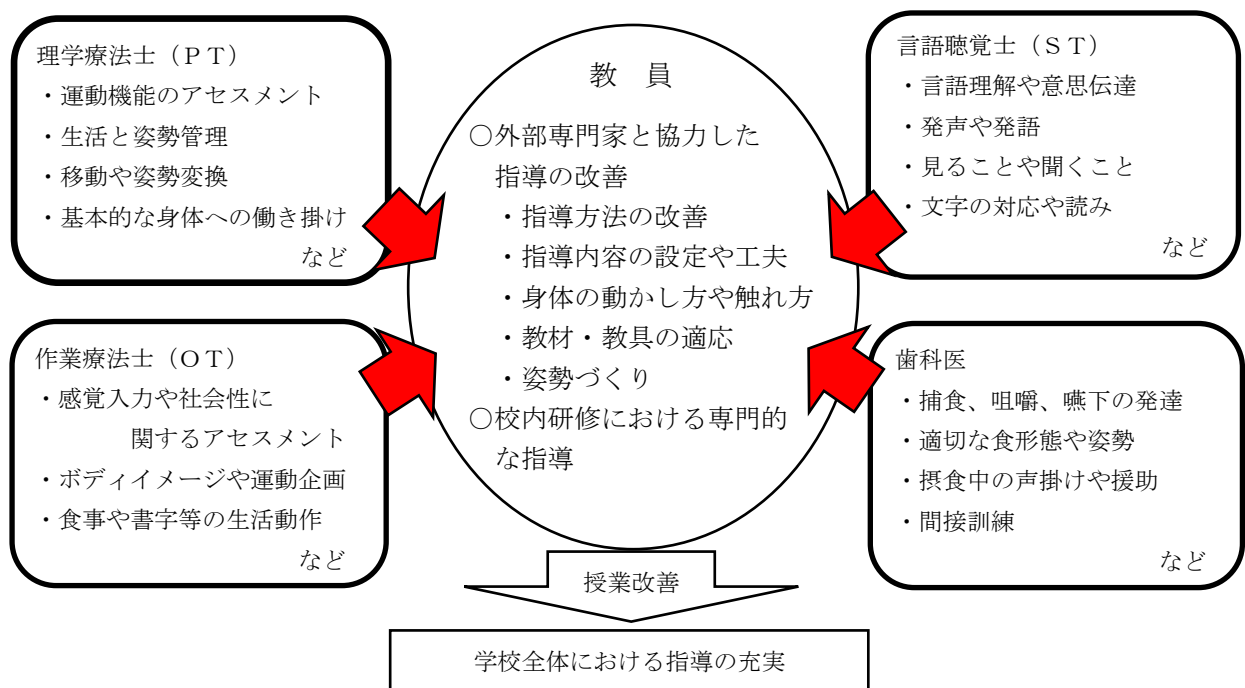 理学療法士（ＰＴ）
・運動機能のアセスメント
・生活と姿勢管理
・移動や姿勢変換
・基本的な身体への働き掛け
など
教　員
○外部専門家と協力した
指導の改善
・指導方法の改善
・指導内容の設定や工夫
・身体の動かし方や触れ方
・教材・教具の適応
・姿勢づくり
○校内研修における専門的
な指導
言語聴覚士（ＳＴ）
・言語理解や意思伝達
・発声や発語
・見ることや聞くこと
・文字の対応や読み
など
作業療法士（ＯＴ）
・感覚入力や社会性に
関するアセスメント
・ボディイメージや運動企画
・食事や書字等の生活動作
など
歯科医
・捕食、咀嚼、嚥下の発達
・適切な食形態や姿勢
・摂食中の声掛けや援助
・間接訓練
など
授業改善
学校全体における指導の充実